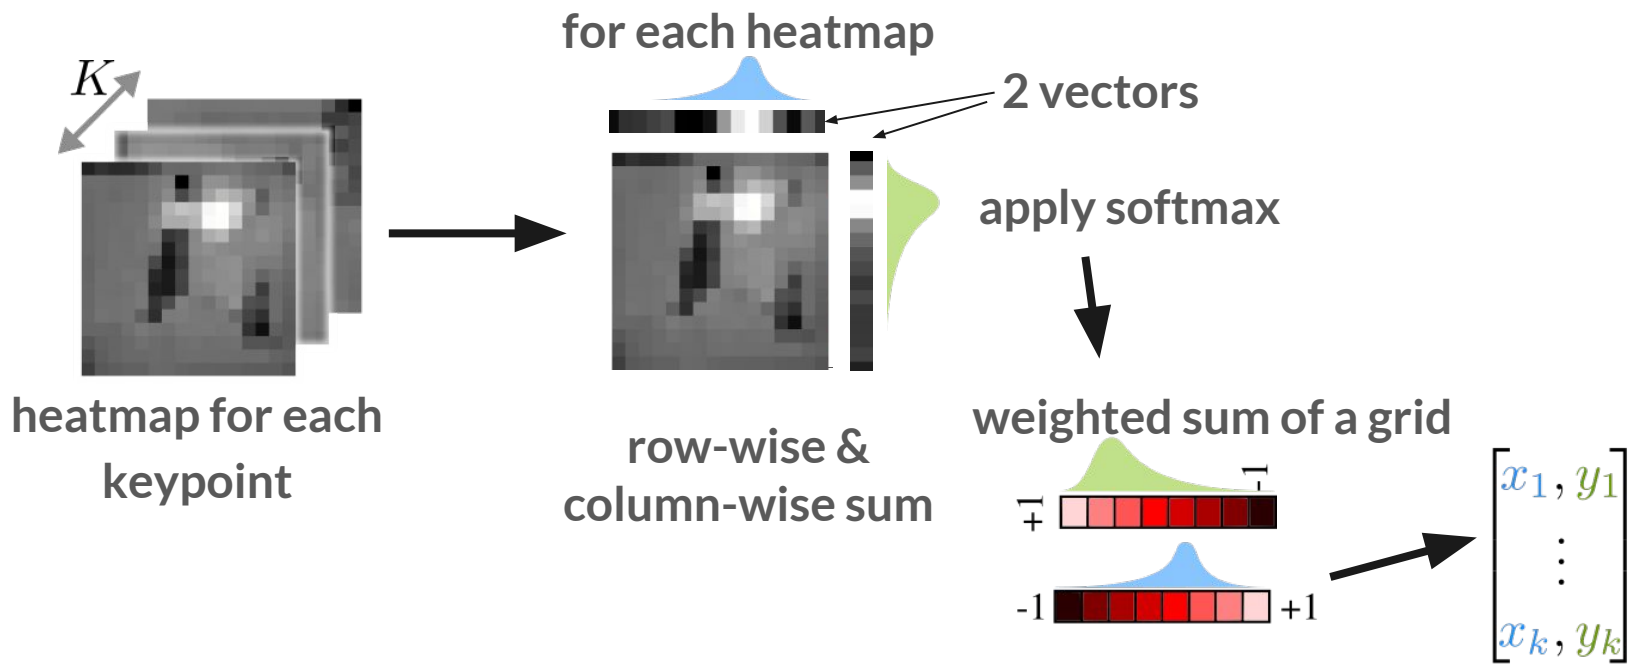 for each heatmap
K
2 vectors
apply softmax
heatmap for each
keypoint
row-wise &
column-wise sum
weighted sum of a grid
+1
-1
-1
+1
x1, y1
⋮
xk, yk